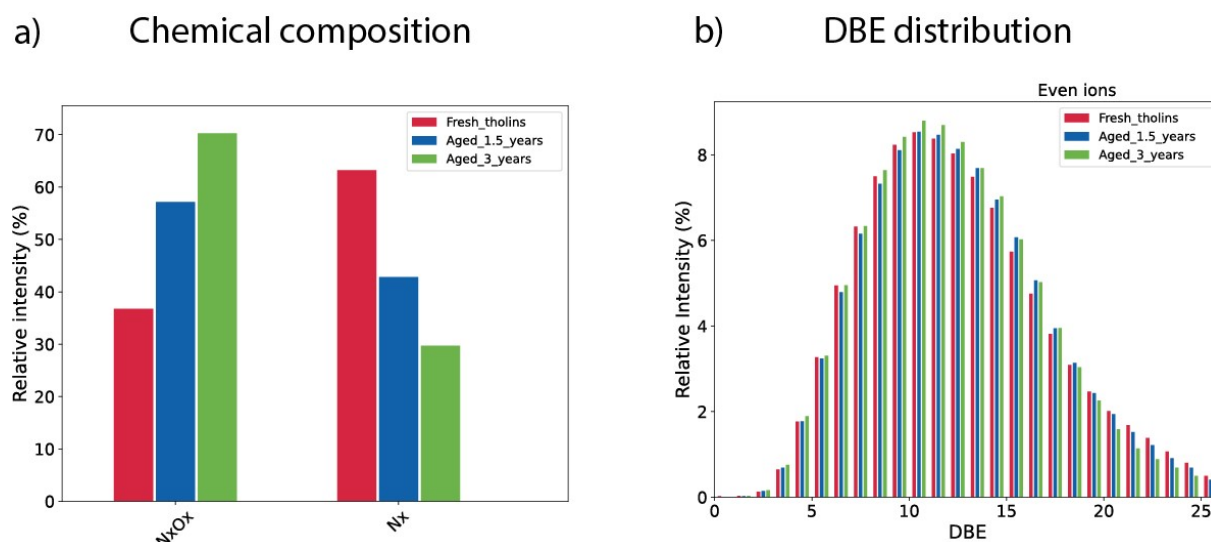 a) Chemical composition
Fresh_tholins
Aged_1.5_years
Aged_3_years
Relative intensity (%)
70
60
50
40
30
20
10
0
NxOx
Nx
b) DBE distribution
Even ions
Fresh_tholins
Aged_1.5_years
Aged_3_years
Relative Intensity (%)
8
6
4
2
0
0 5 10 15 20 25
DBE